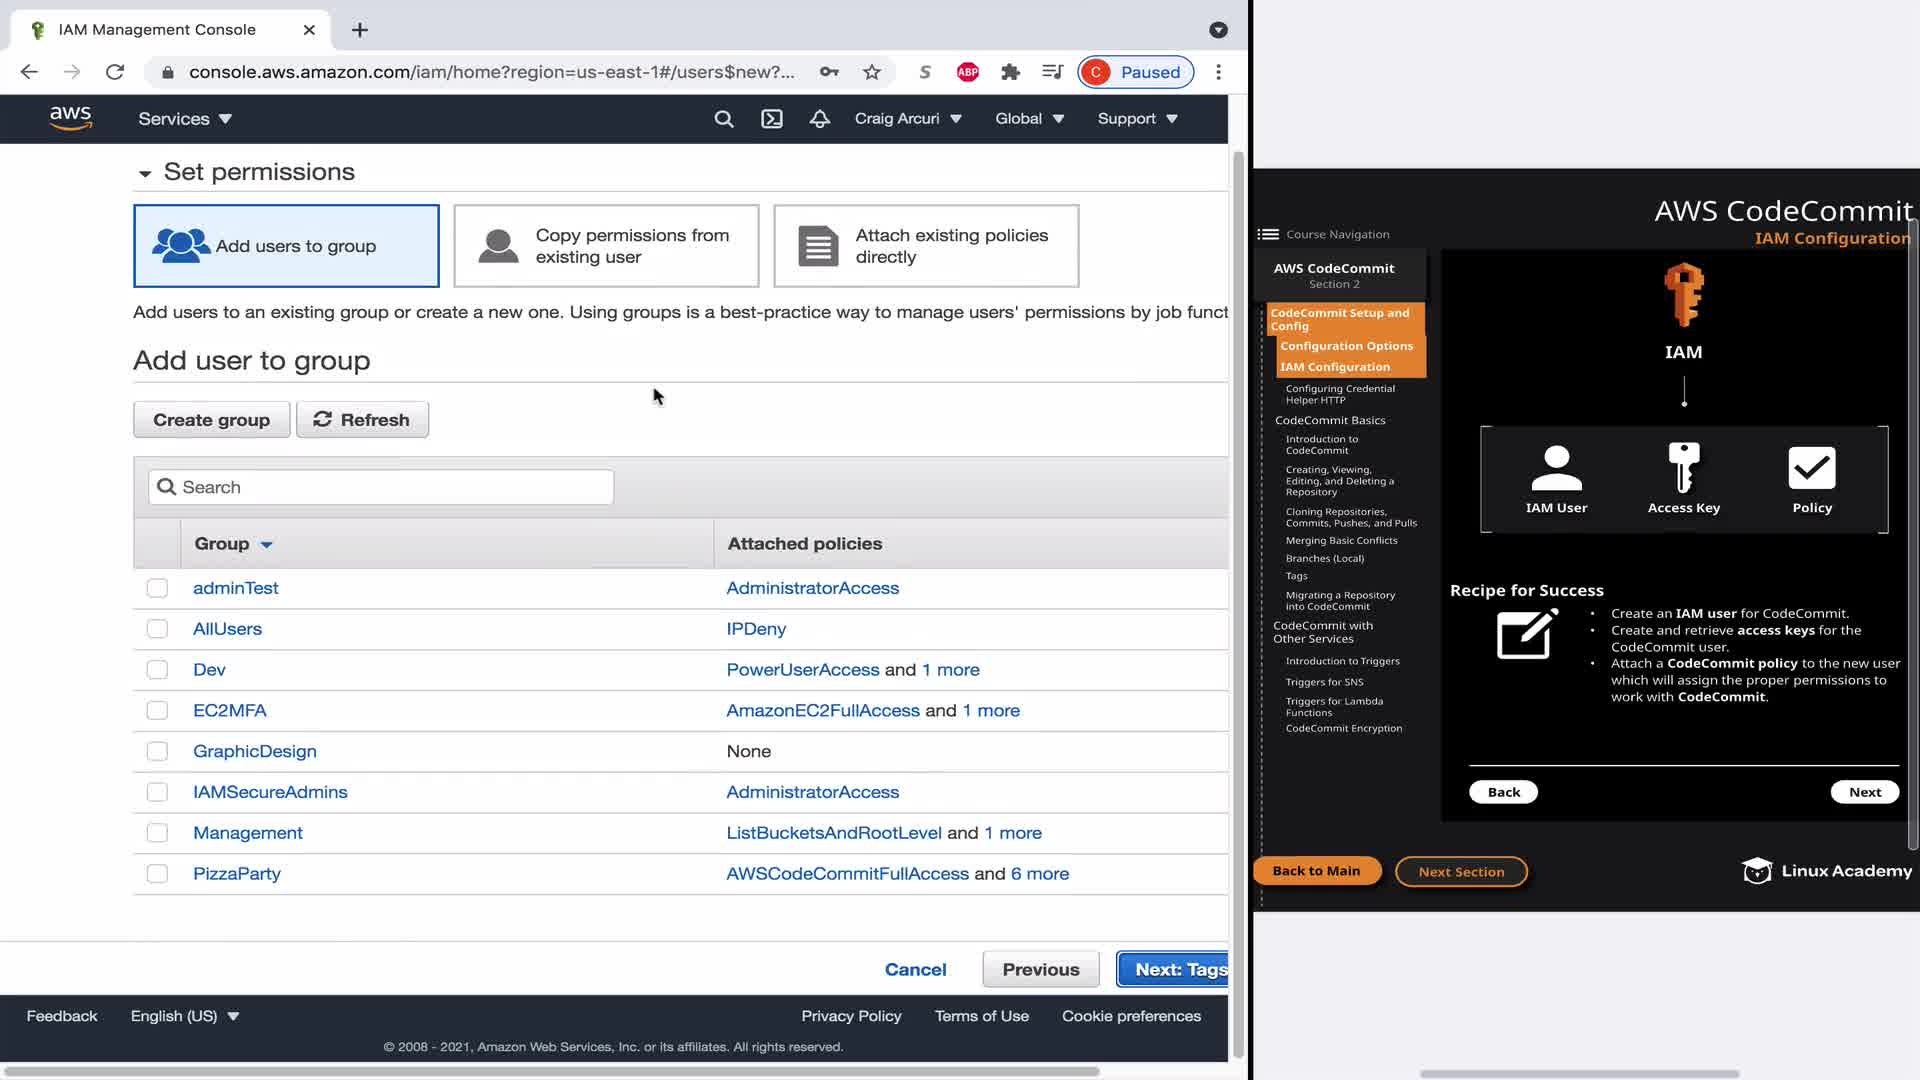 IAM Management Console
console.aws.amazon.com/iam/home?region=us-east-1#/users$new?...
S
ABP
C Paused
aws
Services
Craig Arcuri
Global
Support
Set permissions
Add users to group
Copy permissions from
existing user
Attach existing policies
directly
Add users to an existing group or create a new one. Using groups is a best-practice way to manage users' permissions by job funct
Add user to group
Create group
Refresh
Search
Group
Attached policies
adminTest
AdministratorAccess
AllUsers
IPDeny
Dev
PowerUserAccess and 1 more
EC2MFA
AmazonEC2FullAccess and 1 more
GraphicDesign
None
IAMSecureAdmins
AdministratorAccess
Management
ListBucketsAndRootLevel and 1 more
PizzaParty
AWSCodeCommitFullAccess and 6 more
Cancel
Previous
Next: Tags
Feedback
English (US)
Privacy Policy
Terms of Use
Cookie preferences
© 2008 - 2021, Amazon Web Services, Inc. or its affiliates. All rights reserved.
AWS CodeCommit
IAM Configuration
Course Navigation
AWS CodeCommit
Section 2
CodeCommit Setup and
Config
Configuration Options
IAM Configuration
Configuring Credential
Helper HTTP
CodeCommit Basics
Introduction to
CodeCommit
Creating, Viewing,
Editing, and Deleting a
Repository
Cloning Repositories,
Commits, Pushes, and Pulls
Merging Basic Conflicts
Branches (Local)
Tags
Migrating a Repository
into CodeCommit
CodeCommit with
Other Services
Introduction to Triggers
Triggers for SNS
Triggers for Lambda
Functions
CodeCommit Encryption
IAM
IAM User
Access Key
Policy
Recipe for Success
• Create an IAM user for CodeCommit.
• Create and retrieve access keys for the
CodeCommit user.
• Attach a CodeCommit policy to the new user
which will assign the proper permissions to
work with CodeCommit.
Back
Next
Back to Main
Next Section
Linux Academy